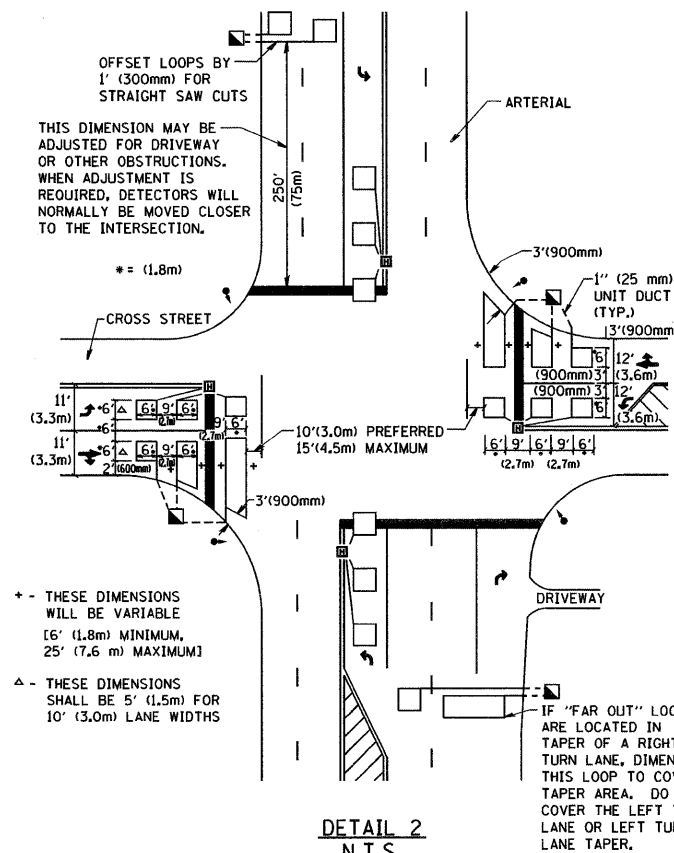 OFFSET LOOPS BY
1' (300mm) FOR
STRAIGHT SAW CUTS
ARTERIAL
THIS DIMENSION MAY BE
ADJUSTED FOR DRIVEWAY
OR OTHER OBSTRUCTIONS.
WHEN ADJUSTMENT IS
REQUIRED, DETECTORS WILL
NORMALLY BE MOVED CLOSER
TO THE INTERSECTION.
250'
(75m)
* = (1.8m)
3'(900mm)
1'' (25 mm)
UNIT DUCT
(TYP.)
CROSS STREET
H
3'(900mm)
6' 12'
(900mm) 3' (3.6m)
(900mm) 3' 12'
6'
(3.6m)
H
6' 9' 6' 9' 6'
(2.7m) (2.7m)
H
11'
(3.3m)
*6' △ 6' 9' 6'
(2.7m)
*6'
9' 6'
(2.7m)
11'
(3.3m)
*6' △ 6' 9' 6'
(2.7m)
2' (600mm)
10'(3.0m) PREFERRED
15'(4.5m) MAXIMUM
3'(900mm)
H
+ - THESE DIMENSIONS
WILL BE VARIABLE
[6' (1.8m) MINIMUM,
25' (7.6 m) MAXIMUM]
△ - THESE DIMENSIONS
SHALL BE 5' (1.5m) FOR
10' (3.0m) LANE WIDTHS
DRIVEWAY
IF "FAR OUT" LOO
ARE LOCATED IN
TAPER OF A RIGHT
TURN LANE, DIMEN
THIS LOOP TO COV
TAPER AREA. DO
COVER THE LEFT T
LANE OR LEFT TU
LANE TAPER.
DETAIL 2
N.T.S.